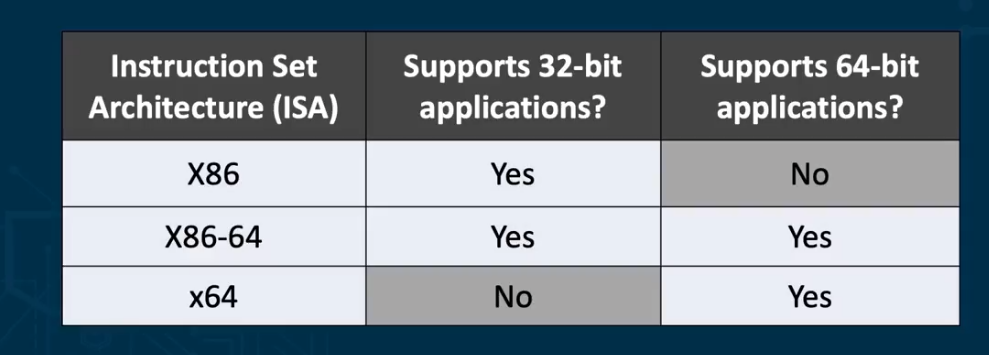 Instruction Set Architecture (ISA)
Supports 32-bit applications?
Supports 64-bit applications?
X86
Yes
No
X86-64
Yes
Yes
x64
No
Yes